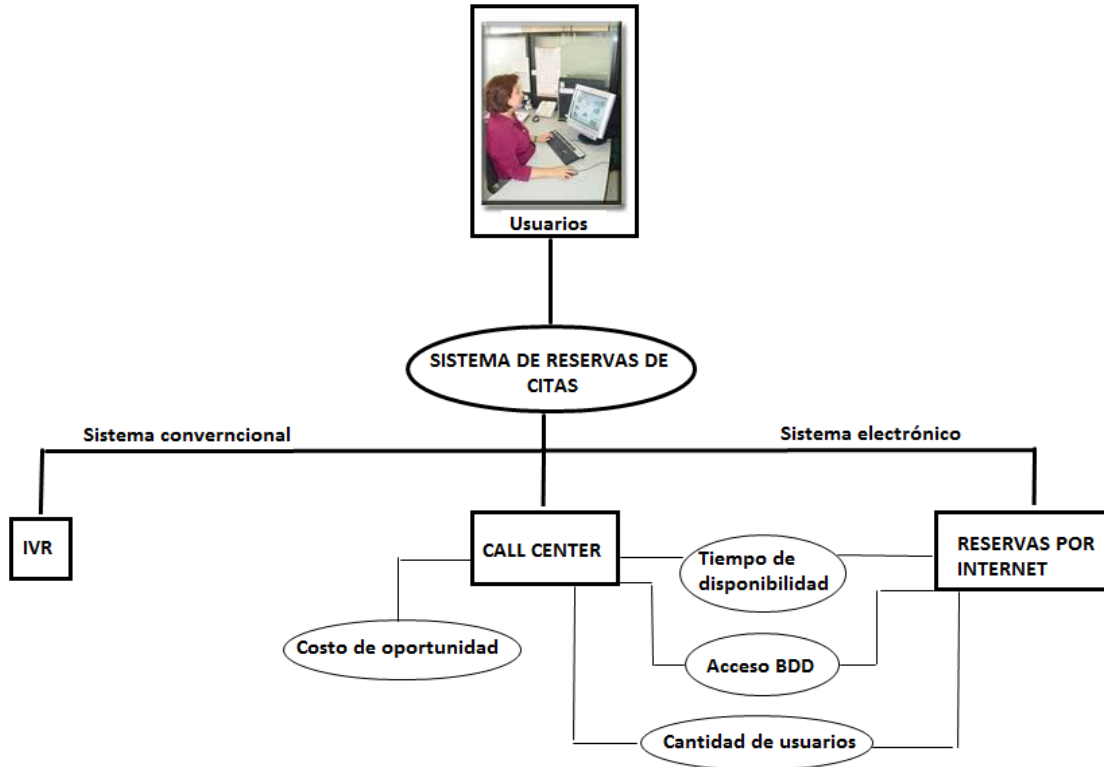 Usuarios
SISTEMA DE RESERVAS DE
CITAS
Sistema converncional
Sistema electrónico
IVR
CALL CENTER
RESERVAS POR
INTERNET
Tiempo de
disponibilidad
Costo de oportunidad
Acceso BDD
Cantidad de usuarios